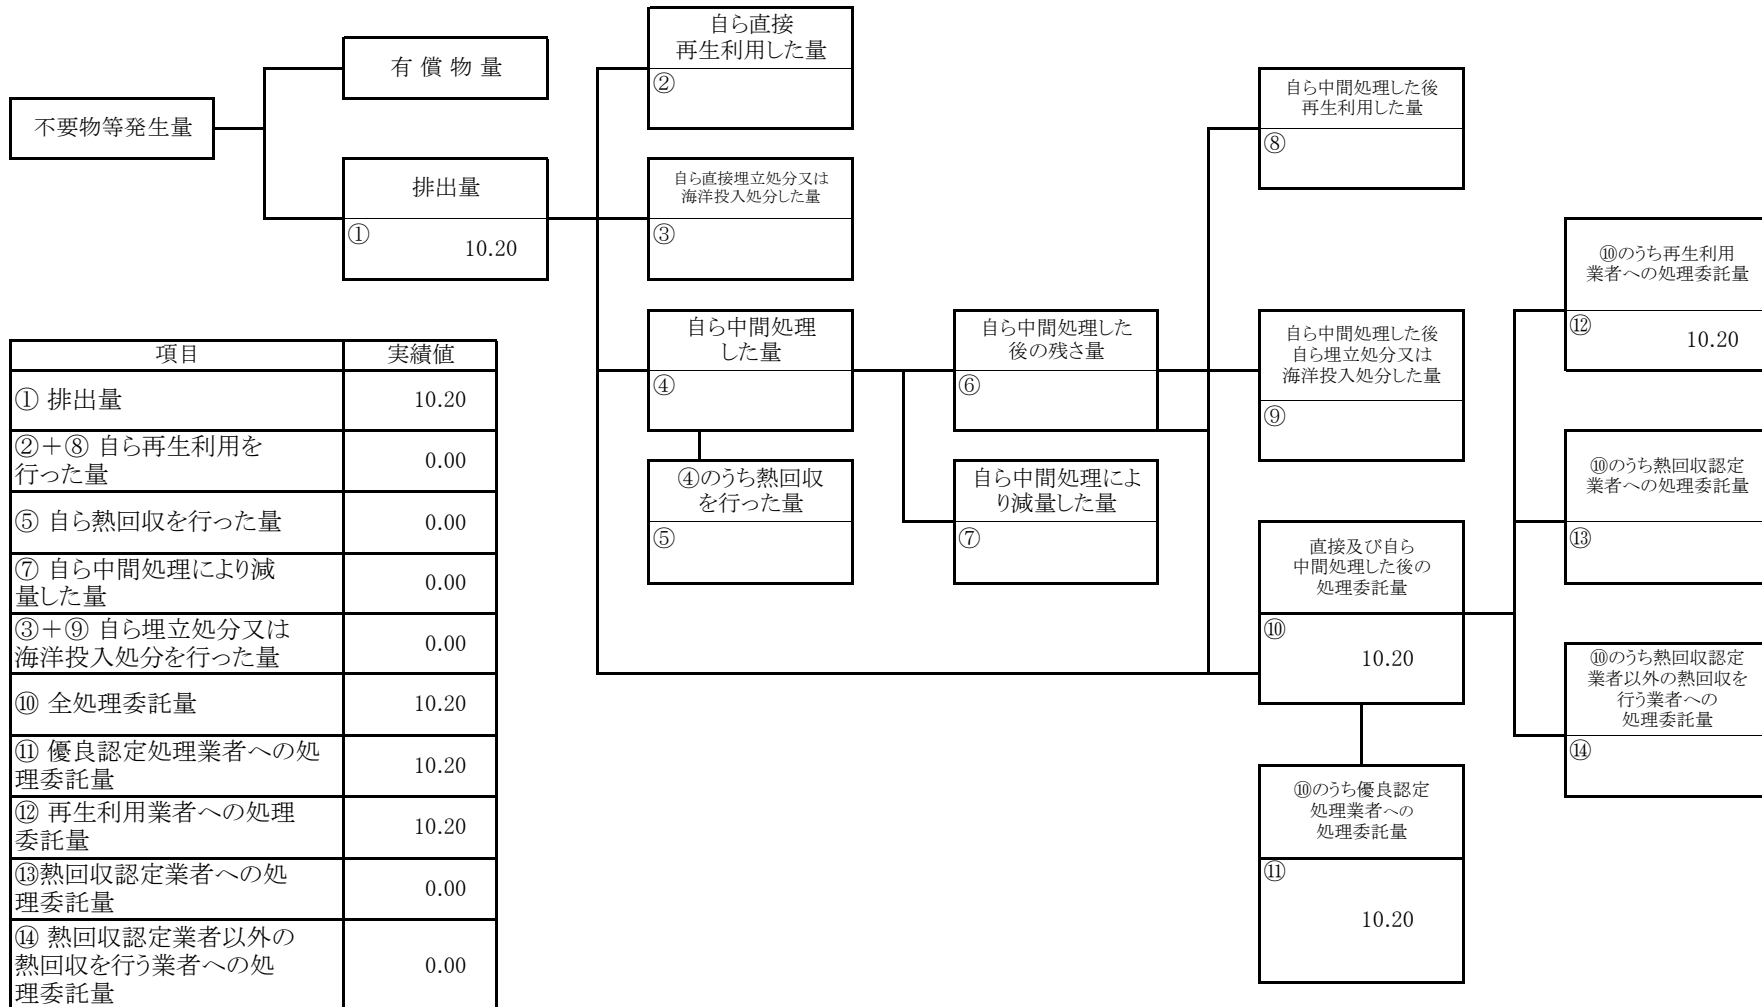 不要物等発生量
有償物量
排出量
①
10.20
自ら直接
再生利用した量
②
自ら直接埋立処分又は
海洋投入処分した量
③
自ら中間処理
した量
④
④のうち熱回収
を行った量
⑤
自ら中間処理した
後の残さ量
⑥
自ら中間処理によ
り減量した量
⑦
自ら中間処理した後
再生利用した量
⑧
自ら中間処理した後
自ら埋立処分又は
海洋投入処分した量
⑨
直接及び自ら
中間処理した後の
処理委託量
⑩
10.20
⑩のうち優良認定
処理業者への
処理委託量
⑪
10.20
⑩のうち再生利用
業者への処理委託量
⑫
10.20
⑩のうち熱回収認定
業者への処理委託量
⑬
⑩のうち熱回収認定
業者以外の熱回収を
行う業者への
処理委託量
⑭
項目 実績値
① 排出量 10.20
②+⑧ 自ら再生利用を
行った量 0.00
⑤ 自ら熱回収を行った量 0.00
⑦ 自ら中間処理により減
量した量 0.00
③+⑨ 自ら埋立処分又は
海洋投入処分を行った量 0.00
⑩ 全処理委託量 10.20
⑪ 優良認定処理業者への処
理委託量 10.20
⑫ 再生利用業者への処理
委託量 10.20
⑬熱回収認定業者への処
理委託量 0.00
⑭ 熱回収認定業者以外の
熱回収を行う業者への処
理委託量 0.00